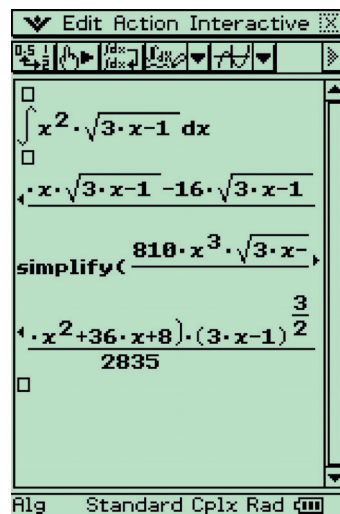 Edit Action Interactive
∫x²·√(3·x-1) dx
·x·√(3·x-1) -16·√(3·x-1)
simplify( 810·x³·√(3·x-
·x²+36·x+8)·(3·x-1)^(3/2)
2835
Alg Standard Cplx Rad